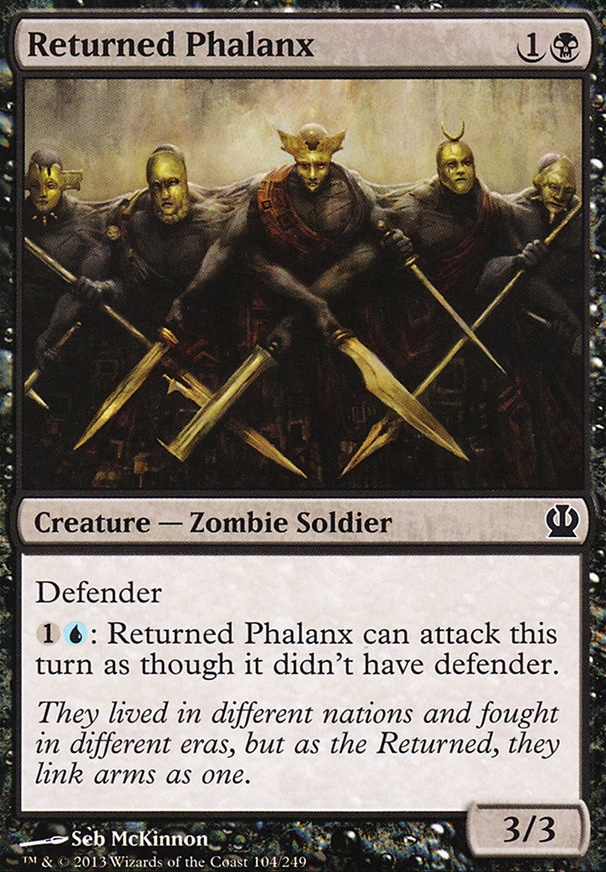 Returned Phalanx 1
Creature — Zombie Soldier
Defender
1: Returned Phalanx can attack this
turn as though it didn't have defender.
They lived in different nations and fought
in different eras, but as the Returned, they
link arms as one.
3/3
Seb McKinnon
™ & © 2013 Wizards of the Coast 104/249